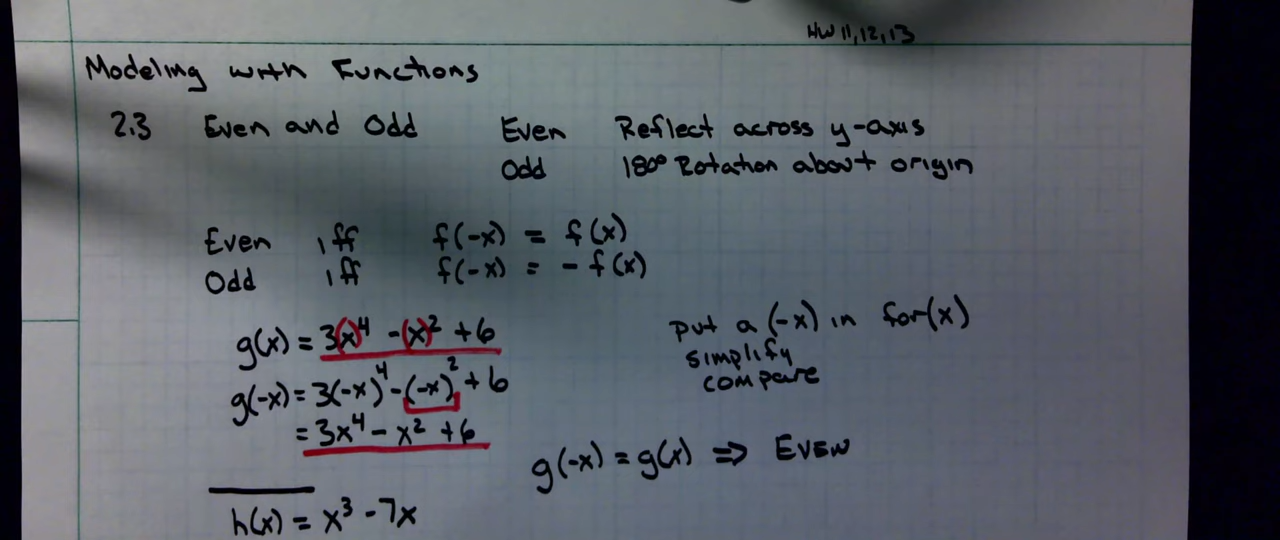 HW 11, 12, 13
Modeling with Functions
2.3 Even and Odd Even Reflect across y-axis
Odd 180° Rotation about origin
Even iff f(-x) = f(x)
Odd iff f(-x) = -f(x)
g(x) = 3(x)⁴ - (x)² + 6 put a (-x) in for (x)
simplify
compare
g(-x) = 3(-x)⁴ - (-x)² + 6
= 3x⁴ - x² + 6
g(-x) = g(x) ⇒ EVEN
h(x) = x³ - 7x